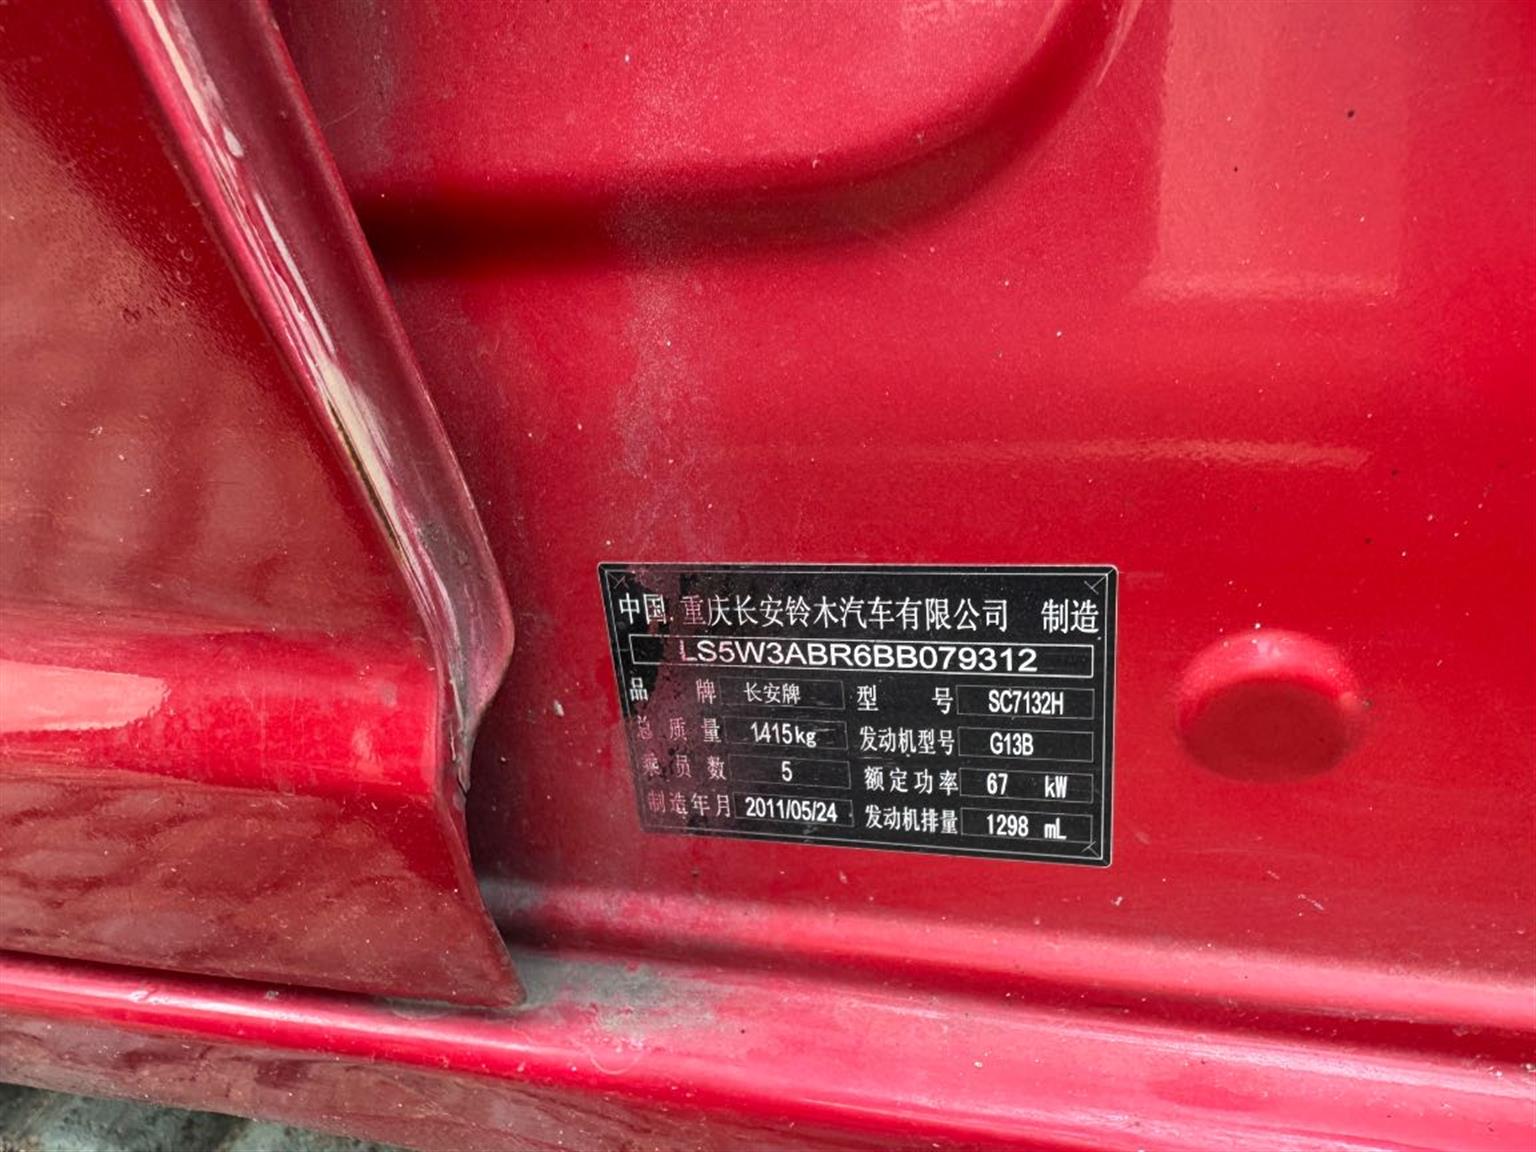 中国. 重庆长安铃木汽车有限公司 制造
LS5W3ABR6BB079312
品牌 长安牌 型号 SC7132H
总质量 1415kg 发动机型号 G13B
乘员数 5 额定功率 67 kW
制造年月 2011/05/24 发动机排量 1298 mL